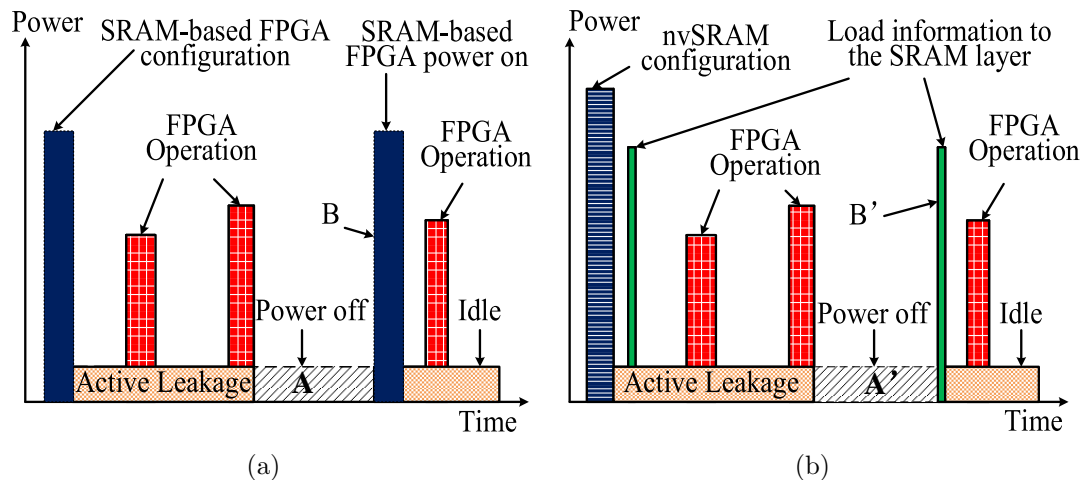 Power
SRAM-based FPGA
configuration
SRAM-based
FPGA power on
FPGA
Operation
FPGA
Operation
B
Power off
Idle
Active Leakage
A
Time
(a)
Power
nvSRAM
configuration
Load information to
the SRAM layer
FPGA
Operation
FPGA
Operation
B'
Power off
Idle
Active Leakage
A'
Time
(b)